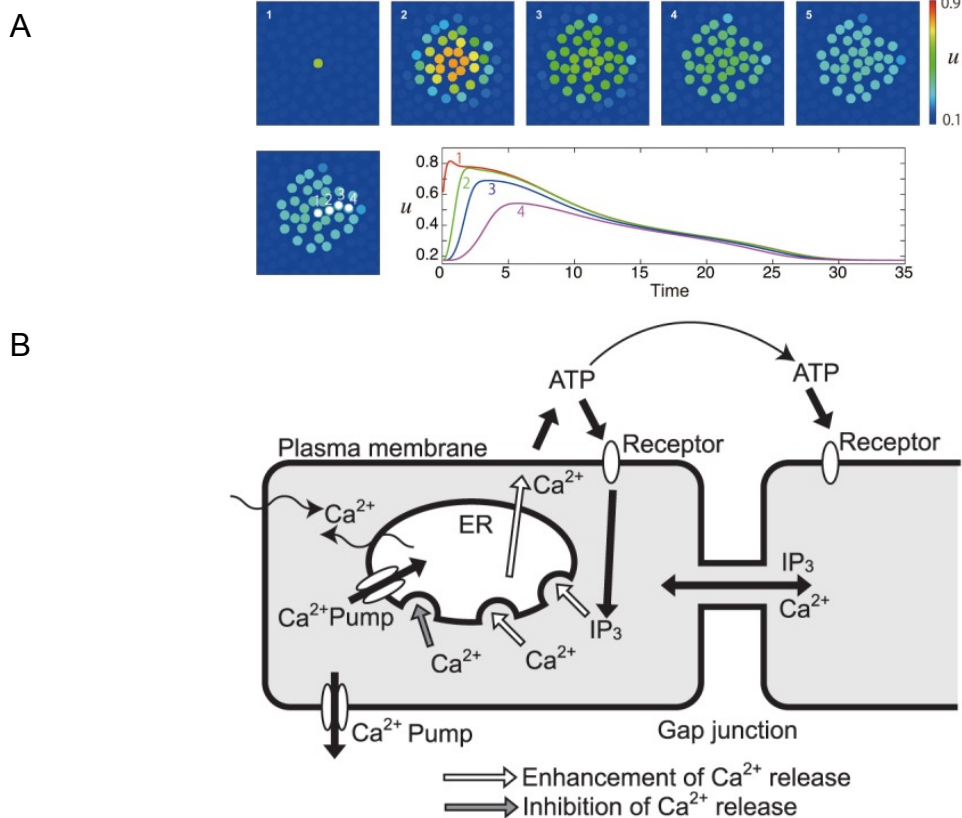 A
1
2
3
4
5
0.9
u
0.1
1 2 3 4
0.8
0.6
u
0.4
0.2
1
2
3
4
0 5 10 15 20 25 30 35
Time
B
ATP
ATP
Plasma membrane
Receptor
Receptor
Ca²⁺
Ca²⁺
ER
IP₃
Ca²⁺
Ca²⁺Pump
IP₃
Ca²⁺
Ca²⁺
Ca²⁺ Pump
Gap junction
Enhancement of Ca²⁺ release
Inhibition of Ca²⁺ release